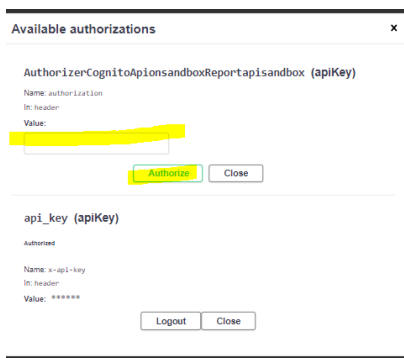 Available authorizations x
AuthorizerCognitoApionsandboxReportapisandbox (apiKey)
Name: authorization
In: header
Value:
Authorize Close
api_key (apiKey)
Authorized
Name: x-api-key
In: header
Value: ******
Logout Close